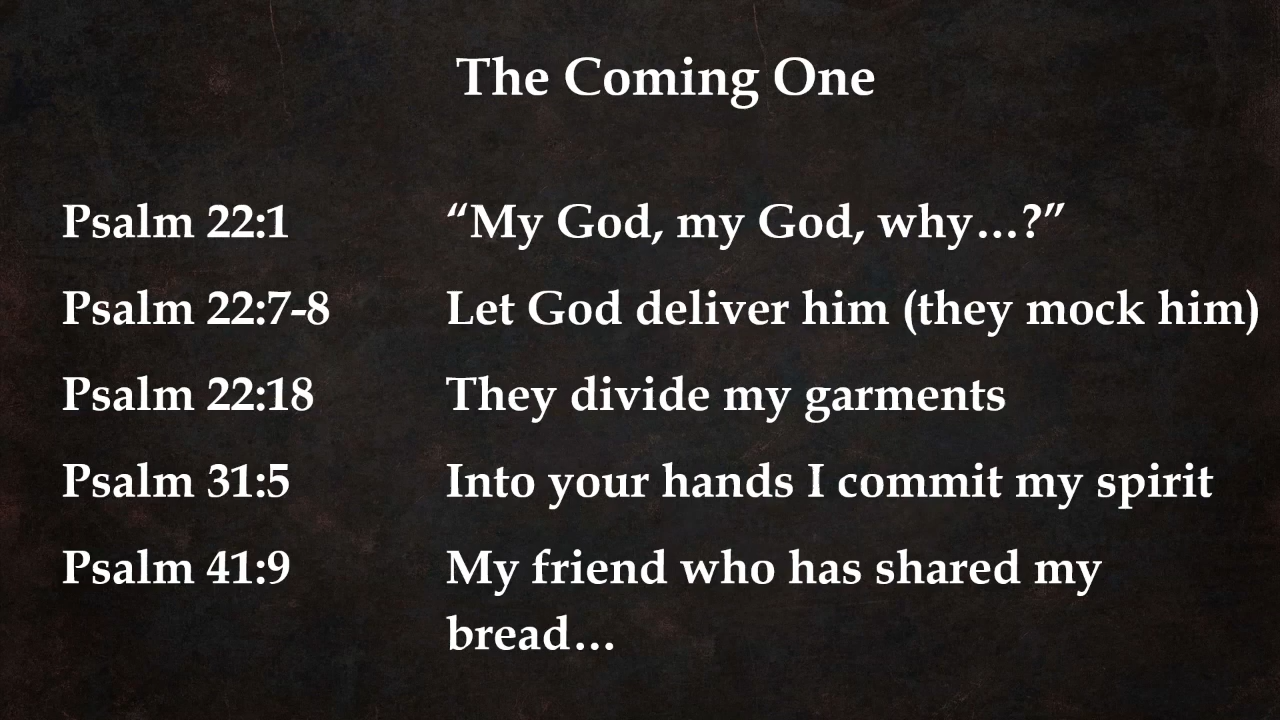 The Coming One
Psalm 22:1 “My God, my God, why…?”
Psalm 22:7-8 Let God deliver him (they mock him)
Psalm 22:18 They divide my garments
Psalm 31:5 Into your hands I commit my spirit
Psalm 41:9 My friend who has shared my
bread…